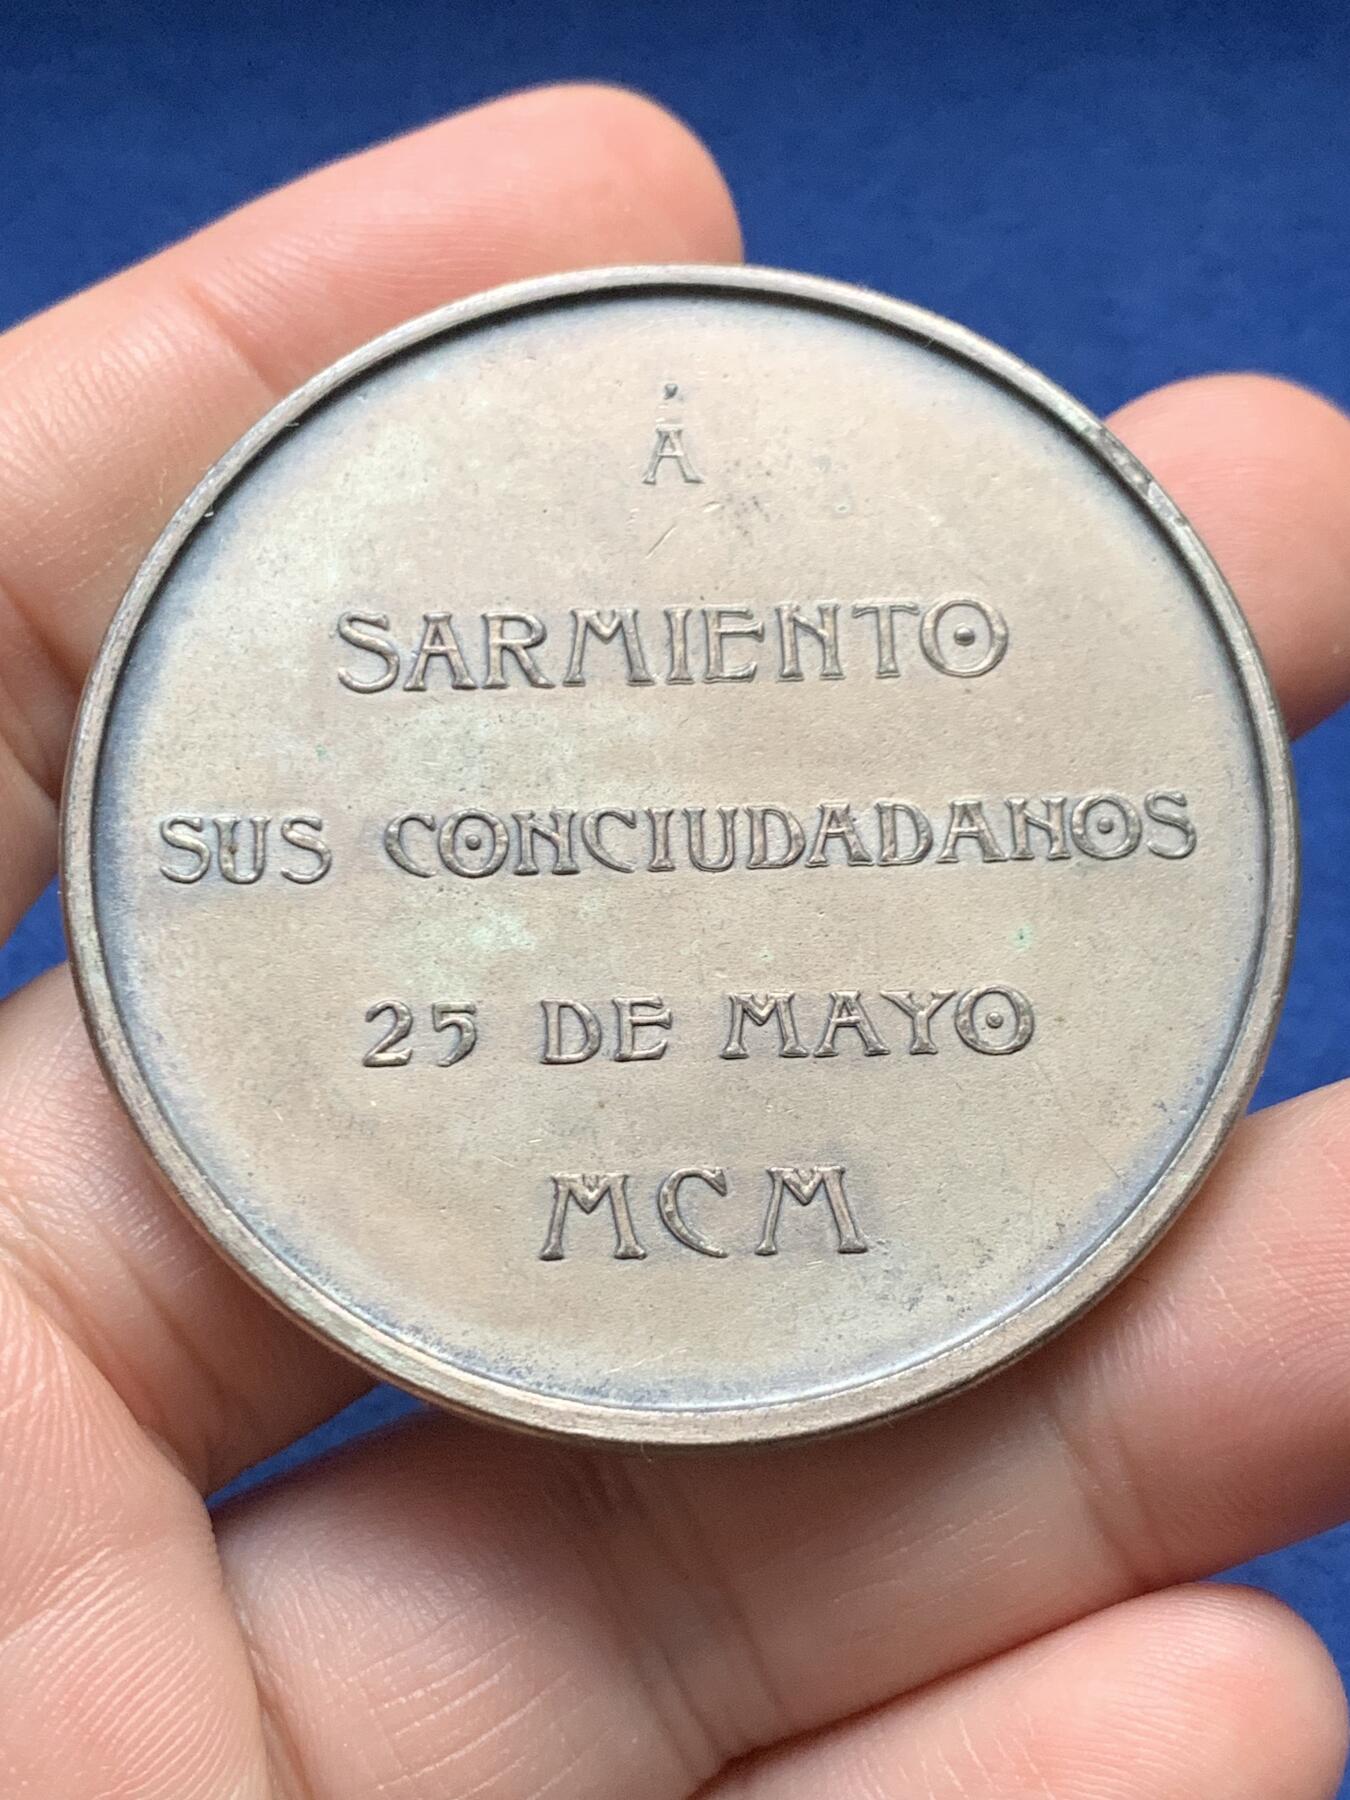 Á
SARMIENTO
SUS CONCIUDADANOS
25 DE MAYO
MCM